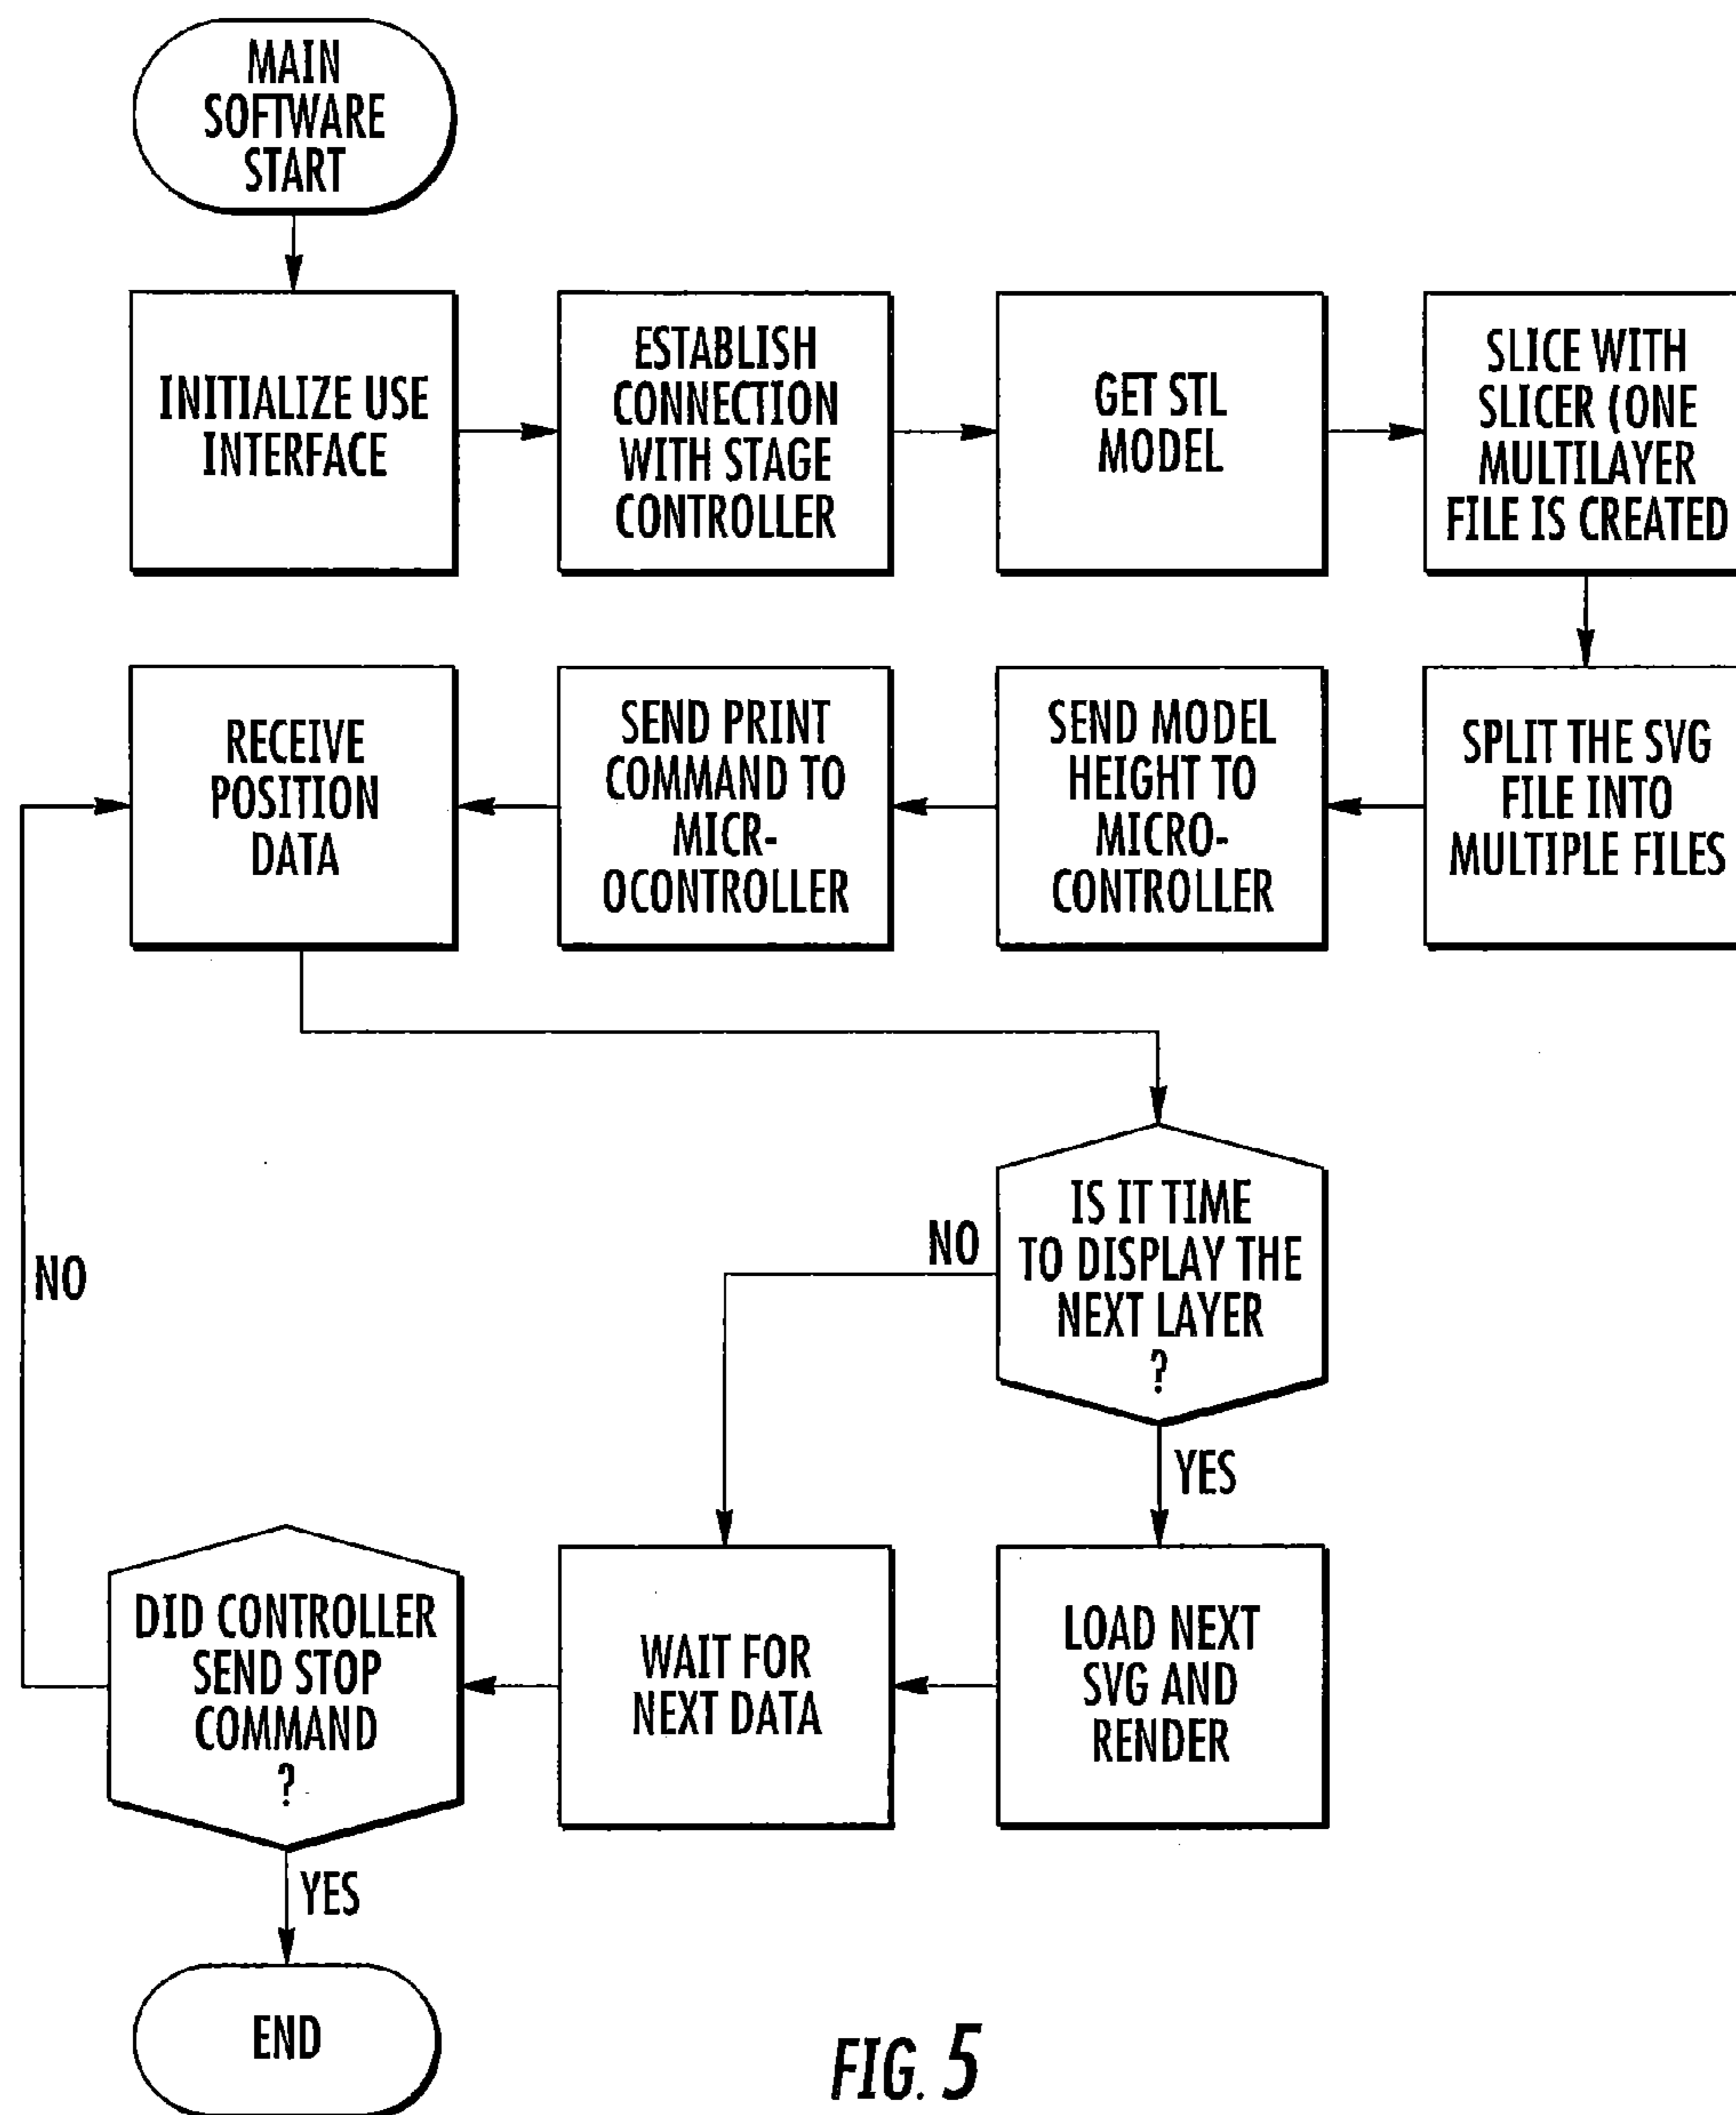 MAIN
SOFTWARE
START
INITIALIZE USE
INTERFACE
ESTABLISH
CONNECTION
WITH STAGE
CONTROLLER
GET STL
MODEL
SLICE WITH
SLICER (ONE
MULTILAYER
FILE IS CREATED
SPLIT THE SVG
FILE INTO
MULTIPLE FILES
SEND MODEL
HEIGHT TO
MICRO-
CONTROLLER
SEND PRINT
COMMAND TO
MICR-
OCONTROLLER
RECEIVE
POSITION
DATA
IS IT TIME
TO DISPLAY THE
NEXT LAYER
?
NO
YES
LOAD NEXT
SVG AND
RENDER
WAIT FOR
NEXT DATA
DID CONTROLLER
SEND STOP
COMMAND
?
NO
YES
END
FIG. 5